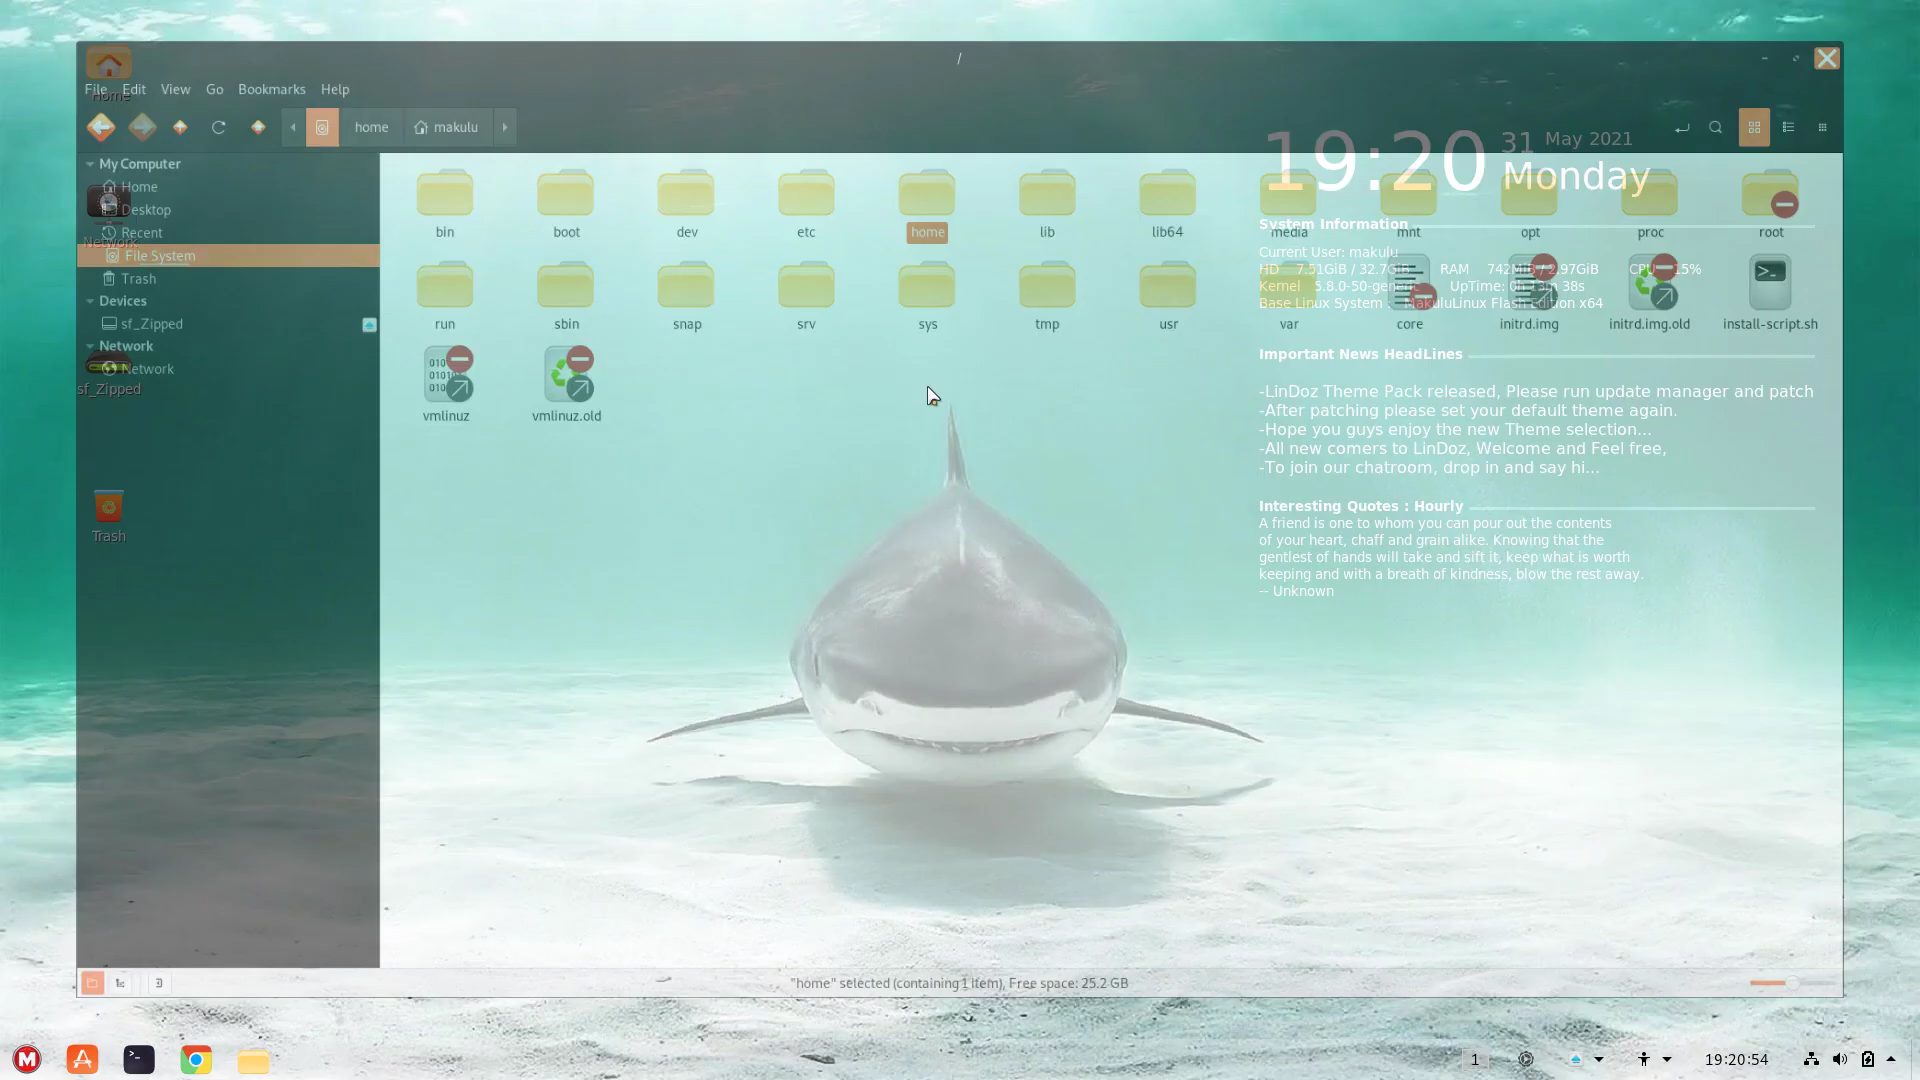 /
File Edit View Go Bookmarks Help
Home
home makulu
19:20 31 May 2021
Monday
My Computer
Home
Desktop
Recent
Network
File System
Trash
Devices
sf_Zipped
Network
Network
sf_Zipped
Trash
bin boot dev etc home lib lib64 media mnt opt proc root
run sbin snap srv sys tmp usr var core initrd.img initrd.img.old install-script.sh
vmlinuz vmlinuz.old
System Information
Current User: makulu
HD 7.51GiB / 32.7GiB RAM 742MiB / 2.97GiB CPU 15%
Kernel 5.8.0-50-generic UpTime: 0h 13m 38s
Base Linux System : MakuluLinux Flash Edition x64
Important News HeadLines
-LinDoz Theme Pack released, Please run update manager and patch
-After patching please set your default theme again.
-Hope you guys enjoy the new Theme selection...
-All new comers to LinDoz, Welcome and Feel free,
-To join our chatroom, drop in and say hi...
Interesting Quotes : Hourly
A friend is one to whom you can pour out the contents
of your heart, chaff and grain alike. Knowing that the
gentlest of hands will take and sift it, keep what is worth
keeping and with a breath of kindness, blow the rest away.
-- Unknown
"home" selected (containing 1 item), Free space: 25.2 GB
M
1 19:20:54